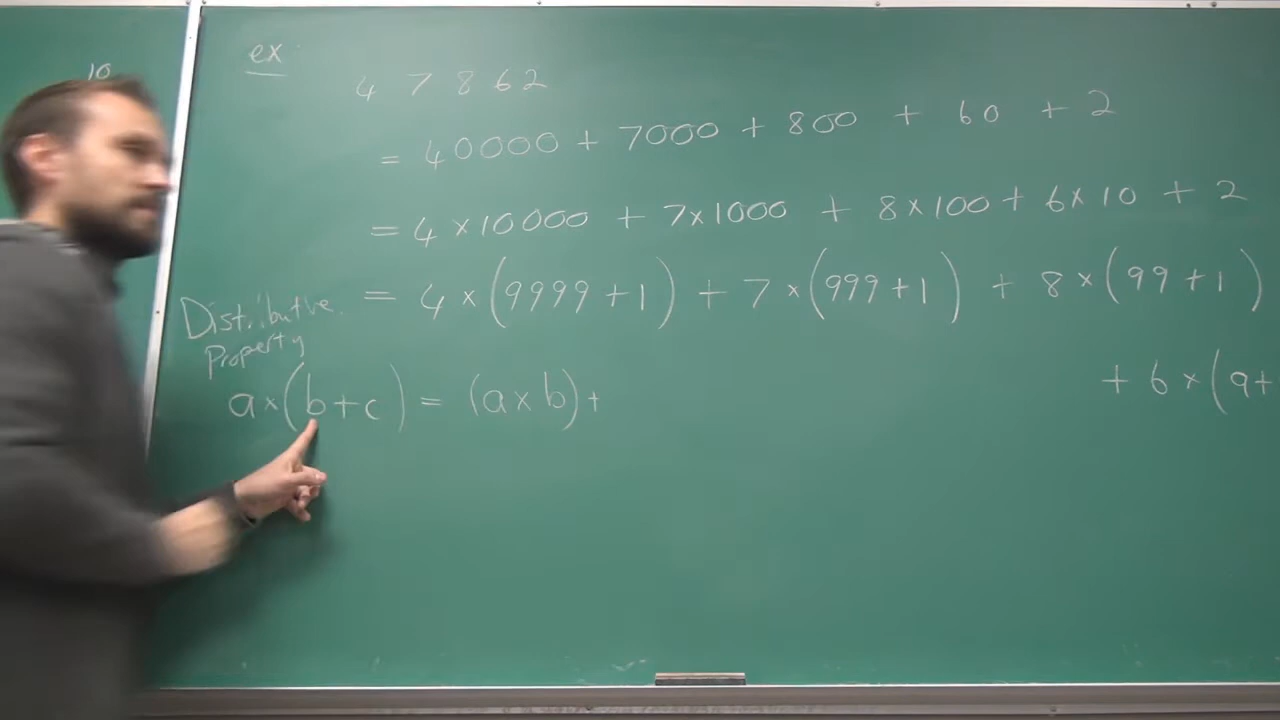 10
ex
4 7 8 6 2
= 40000 + 7000 + 800 + 60 + 2
= 4 × 10000 + 7×1000 + 8×100 + 6×10 + 2
= 4 × (9999 + 1) + 7 × (999 + 1) + 8 × (99 + 1)
+ 6 × (9+
Distributive
Property
a × (b + c) = (a × b) +